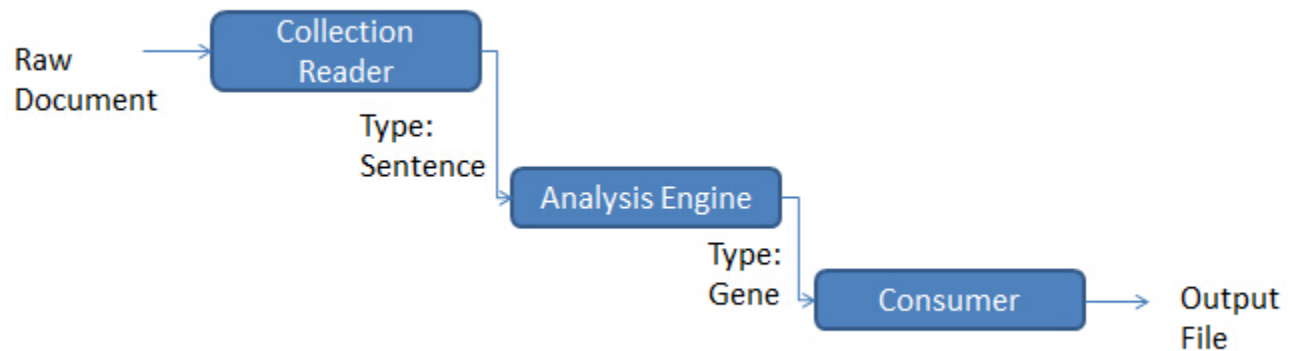 Raw
Document
Collection
Reader
Type:
Sentence
Analysis Engine
Type:
Gene
Consumer
Output
File